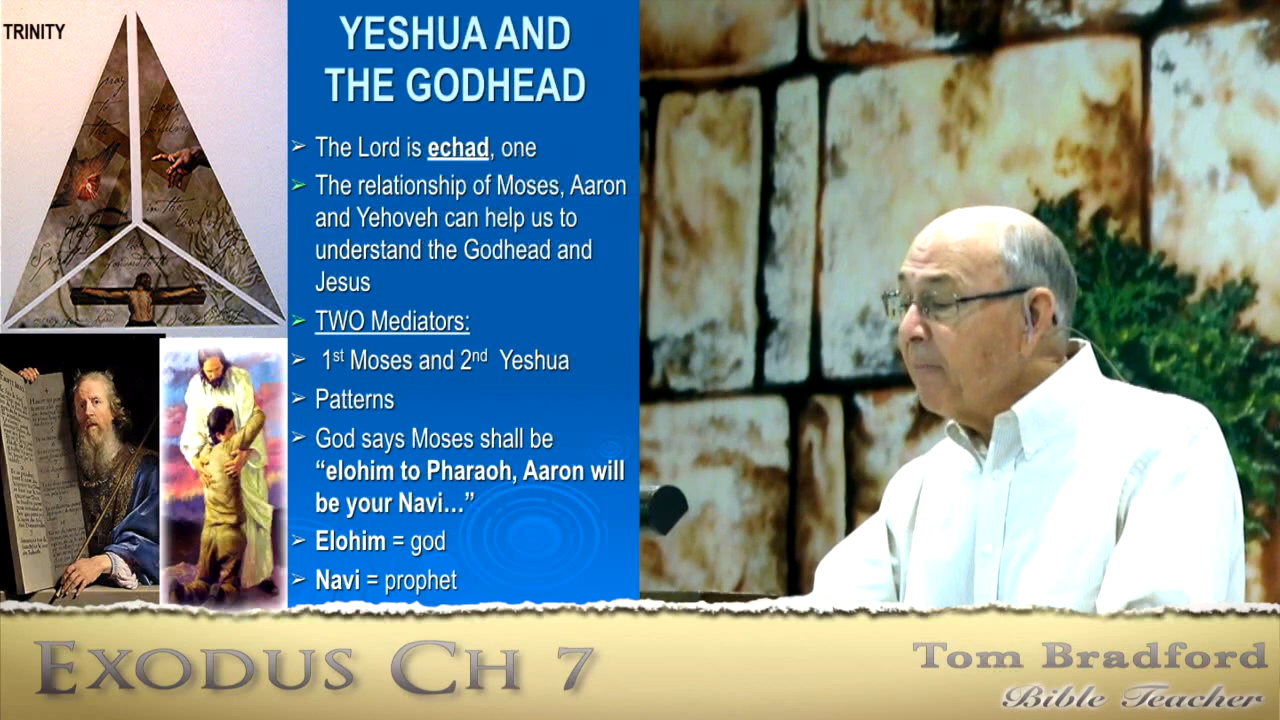 TRINITY
YESHUA AND
THE GODHEAD
➢ The Lord is echad, one
➢ The relationship of Moses, Aaron
and Yehoveh can help us to
understand the Godhead and
Jesus
➢ TWO Mediators:
➢ 1st Moses and 2nd Yeshua
➢ Patterns
➢ God says Moses shall be
“elohim to Pharaoh, Aaron will
be your Navi…”
➢ Elohim = god
➢ Navi = prophet
EXODUS CH 7
Tom Bradford
Bible Teacher